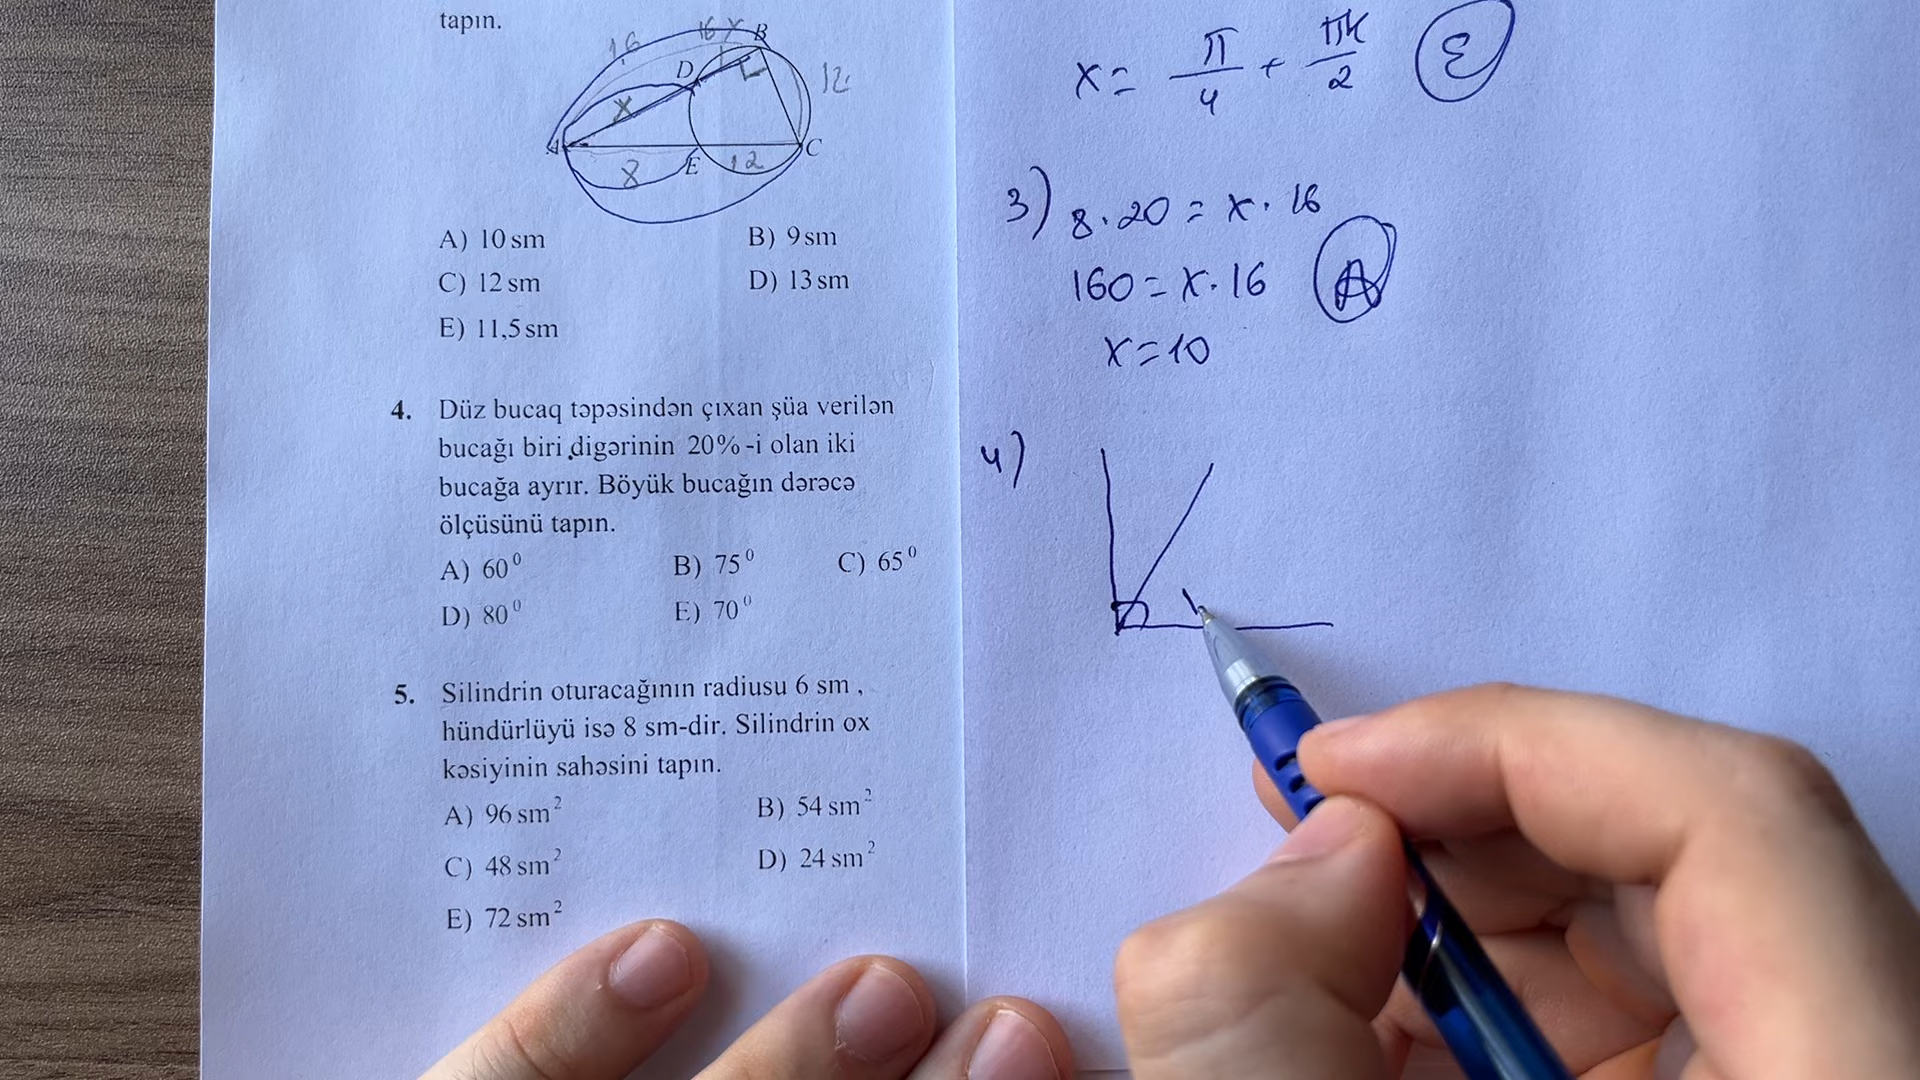 tapın.
16
16
X
B
D
12
X
A
8
E
12
C
A) 10 sm
B) 9 sm
C) 12 sm
D) 13 sm
E) 11,5 sm
4. Düz bucaq təpəsindən çıxan şüa verilən
bucağı biri digərinin 20% -i olan iki
bucağa ayrır. Böyük bucağın dərəcə
ölçüsünü tapın.
A) 60⁰
B) 75⁰
C) 65⁰
D) 80⁰
E) 70⁰
5. Silindrin oturacağının radiusu 6 sm ,
hündürlüyü isə 8 sm-dir. Silindrin ox
kəsiyinin sahəsini tapın.
A) 96 sm²
B) 54 sm²
C) 48 sm²
D) 24 sm²
E) 72 sm²
x = π/4 + πk/2 E
3) 8 · 20 = x · 16
160 = x · 16 A
x = 10
4)